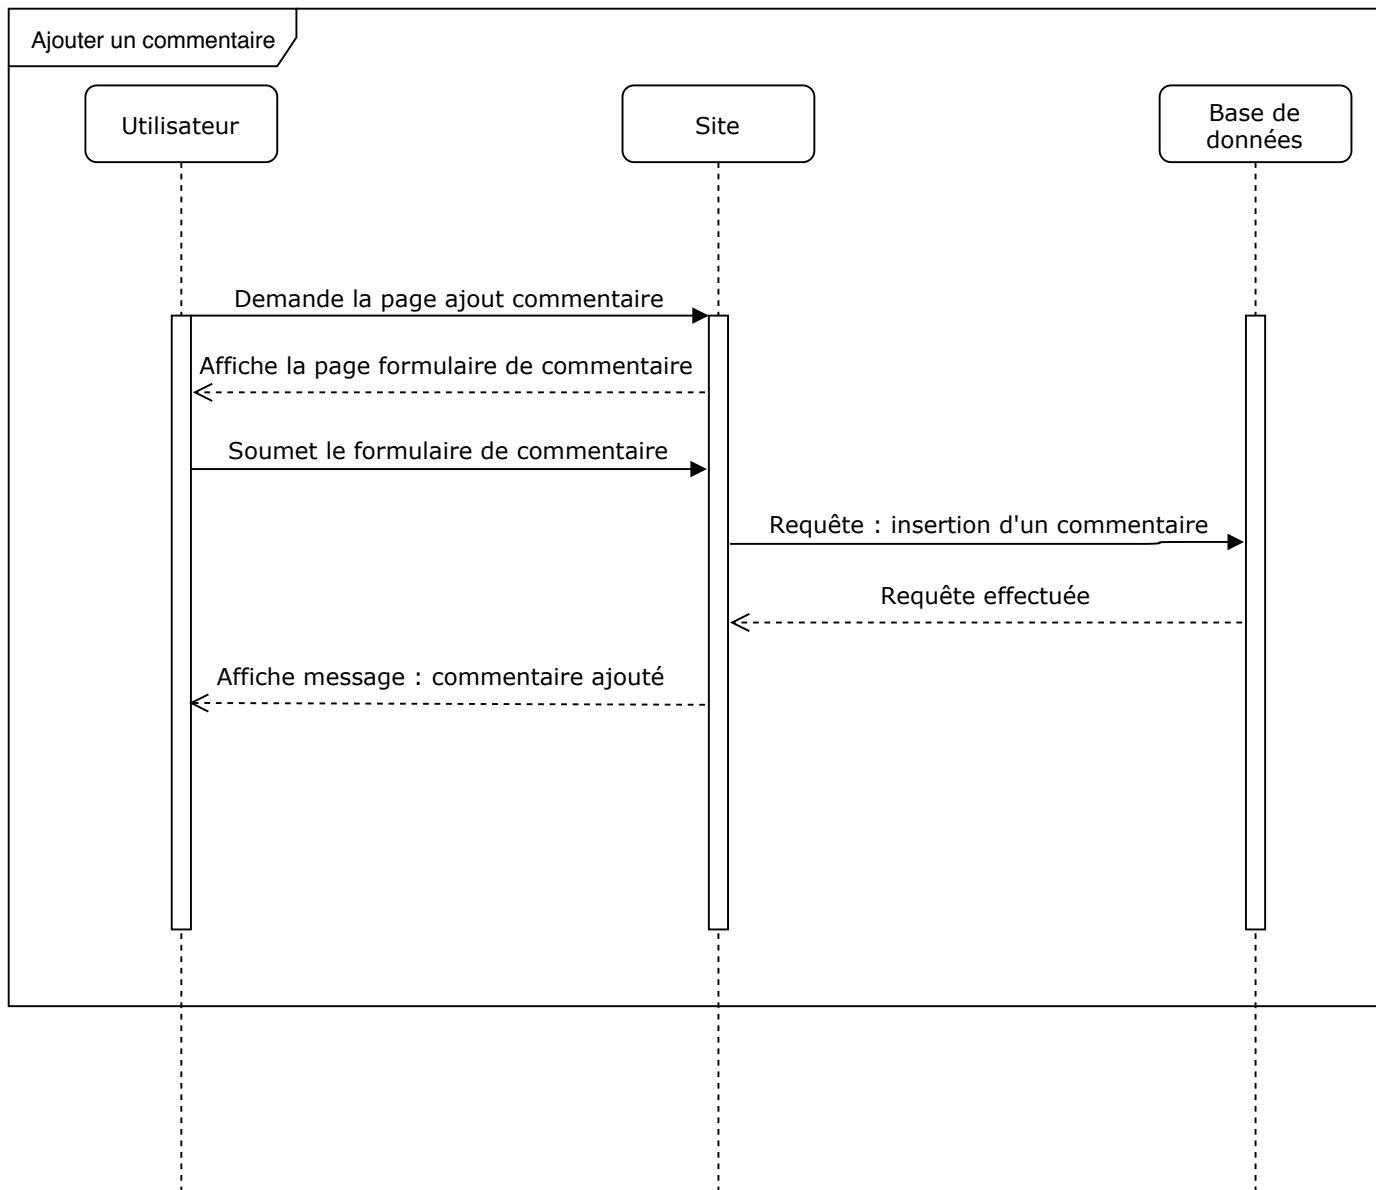 Ajouter un commentaire
Utilisateur
Site
Base de
données
Demande la page ajout commentaire
Affiche la page formulaire de commentaire
Soumet le formulaire de commentaire
Requête : insertion d'un commentaire
Requête effectuée
Affiche message : commentaire ajouté